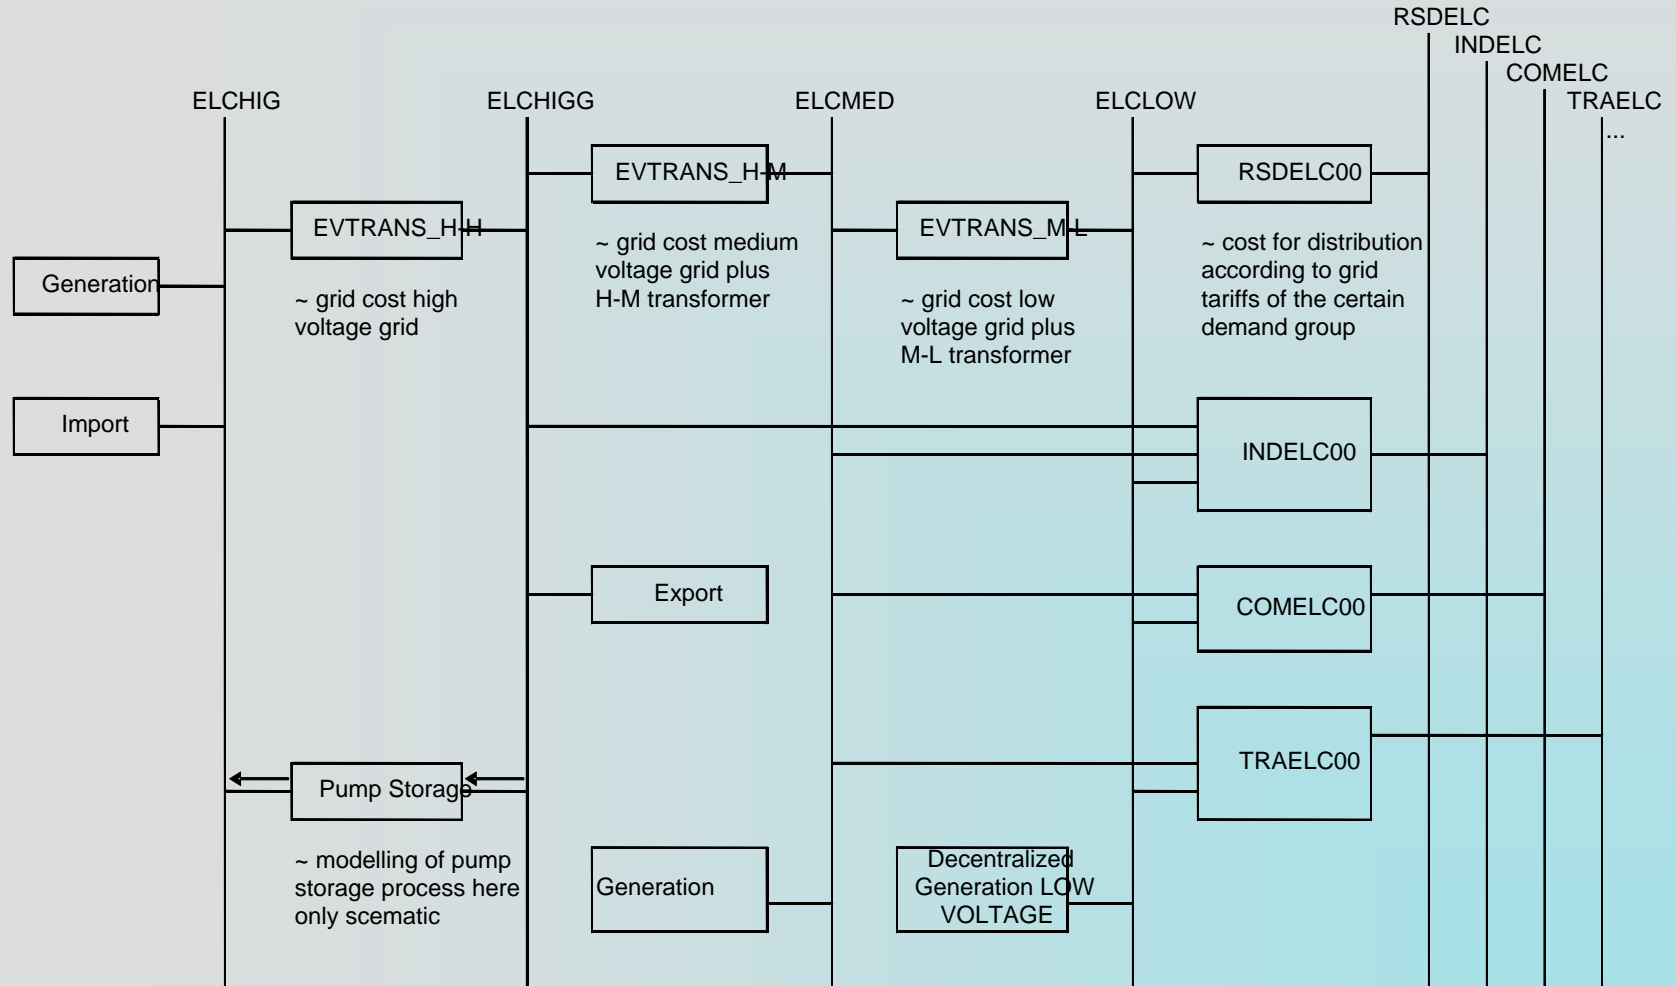 RSDELC
INDELC
COMELC
TRAELC
...
ELCHIG
ELCHIGG
ELCMED
ELCLOW
EVTRANS_H-M
RSDELC00
EVTRANS_H-H
EVTRANS_M-L
~ grid cost medium
voltage grid plus
H-M transformer
~ cost for distribution
according to grid
tariffs of the certain
demand group
Generation
~ grid cost high
voltage grid
~ grid cost low
voltage grid plus
M-L transformer
Import
INDELC00
Export
COMELC00
TRAELC00
Pump Storage
~ modelling of pump
storage process here
only scematic
Generation
Decentralized
Generation LOW
VOLTAGE